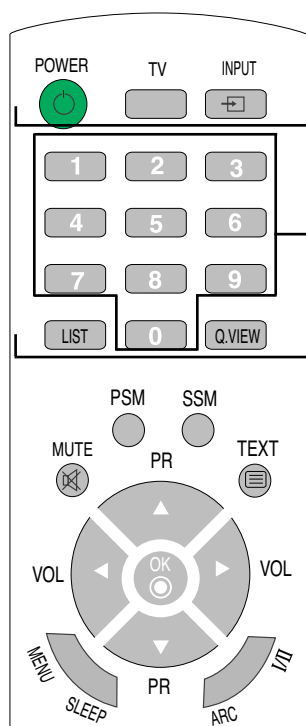 POWER TV INPUT
1 2 3
4 5 6
7 8 9
LIST 0 Q.VIEW
PSM SSM
MUTE PR TEXT
VOL OK VOL
MENU PR I/II
SLEEP ARC